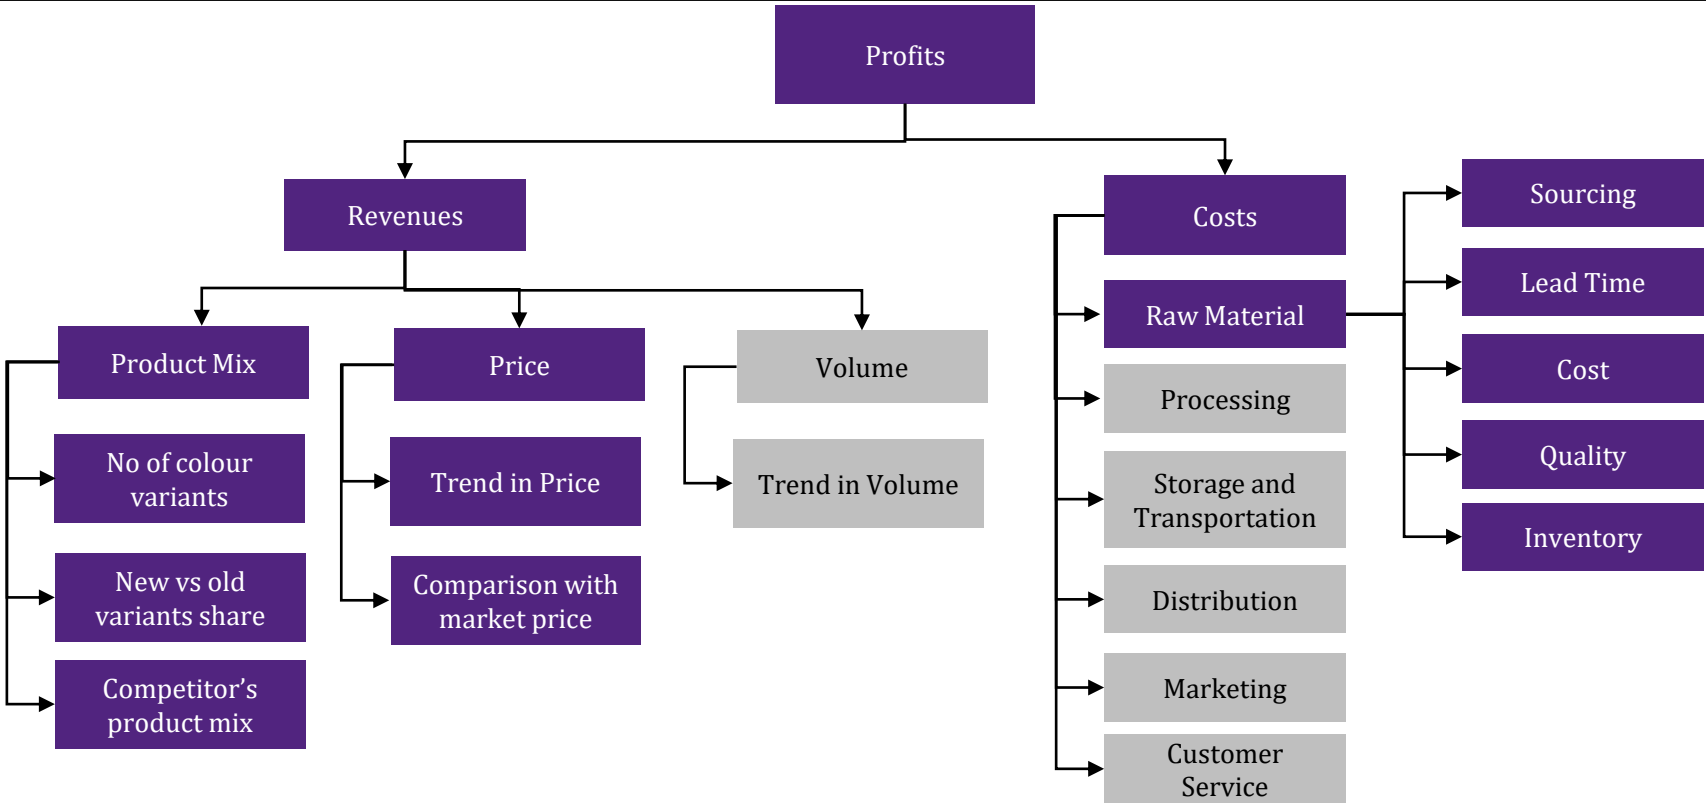 Profits
Revenues
Costs
Sourcing
Lead Time
Raw Material
Product Mix
Price
Volume
Cost
Processing
No of colour
variants
Trend in Price
Trend in Volume
Storage and
Transportation
Quality
Inventory
New vs old
variants share
Comparison with
market price
Distribution
Competitor’s
product mix
Marketing
Customer
Service